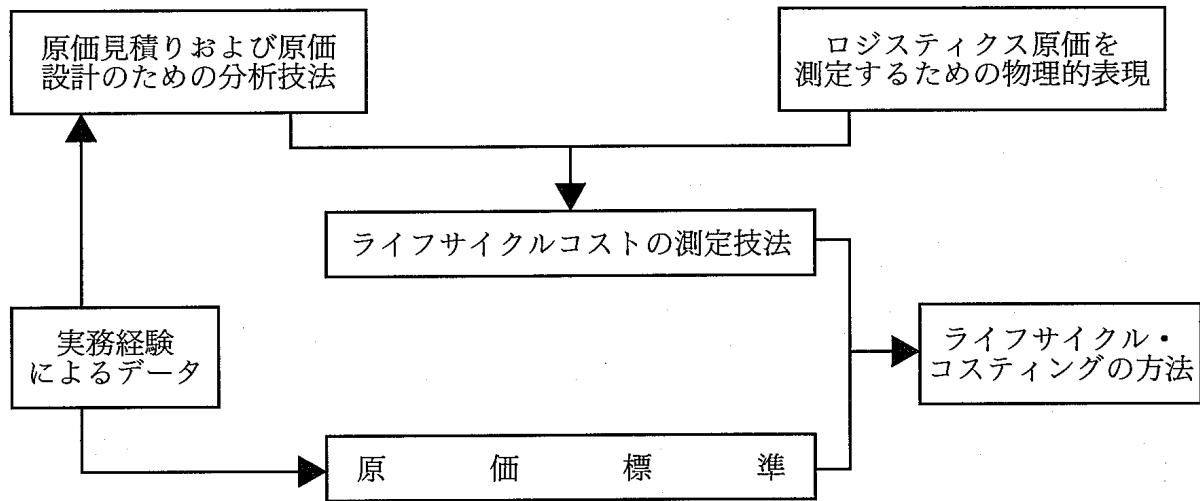 原価見積りおよび原価
設計のための分析技法
ロジスティクス原価を
測定するための物理的表現
ライフサイクルコストの測定技法
実務経験
によるデータ
ライフサイクル・
コスティングの方法
原価標準